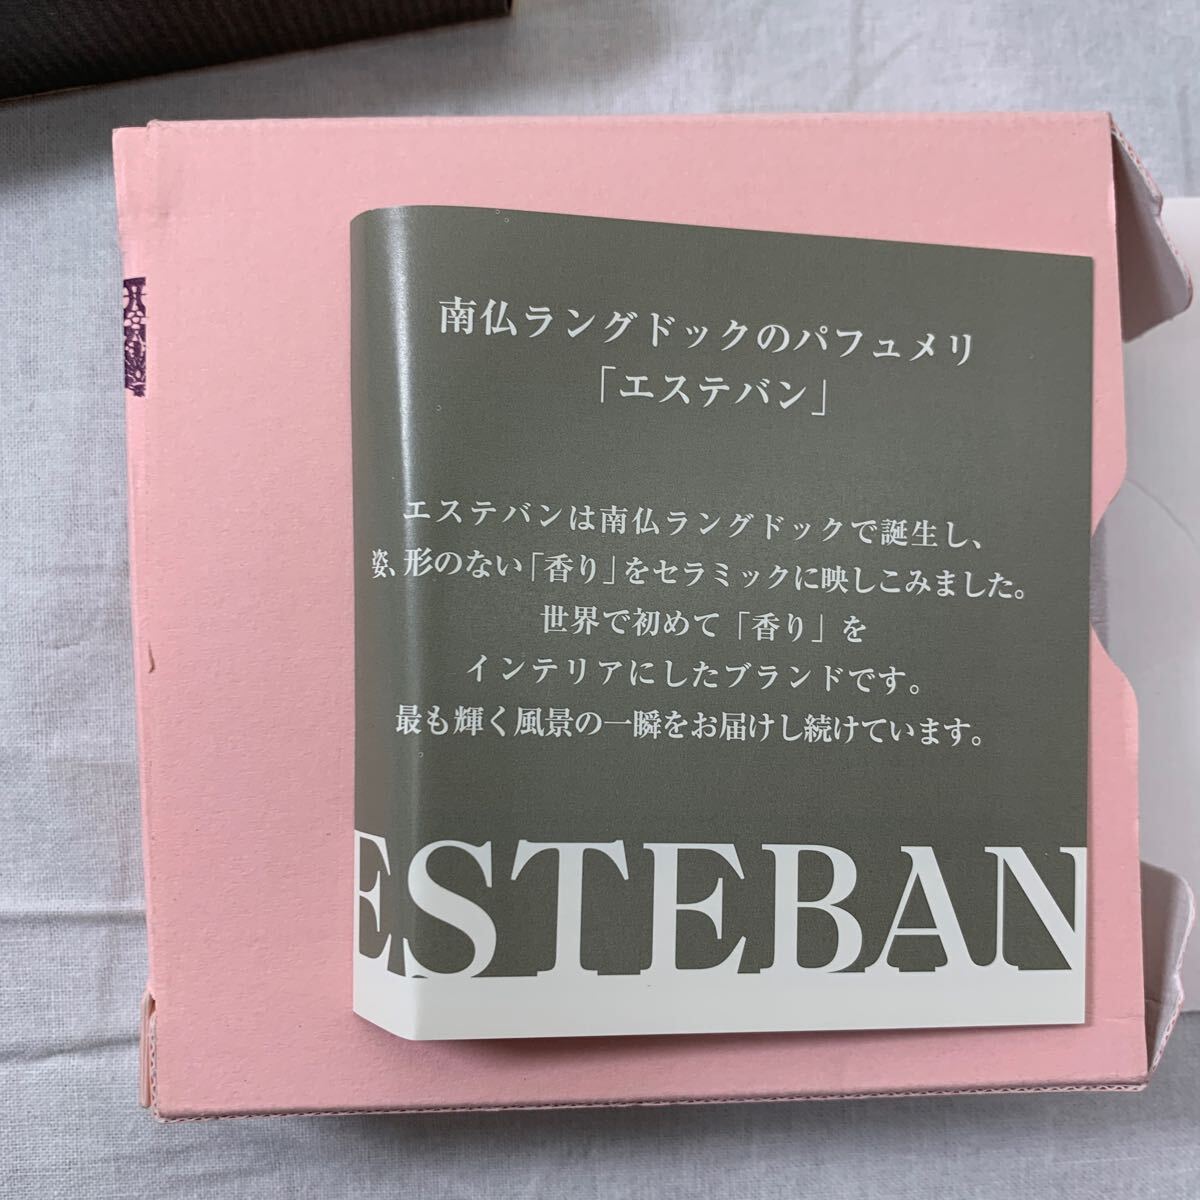 南仏ラングドックのパフュメリ
「エステバン」
エステバンは南仏ラングドックで誕生し、
姿、形のない「香り」をセラミックに映しこみました。
世界で初めて「香り」を
インテリアにしたブランドです。
最も輝く風景の一瞬をお届けし続けています。
ESTEBAN